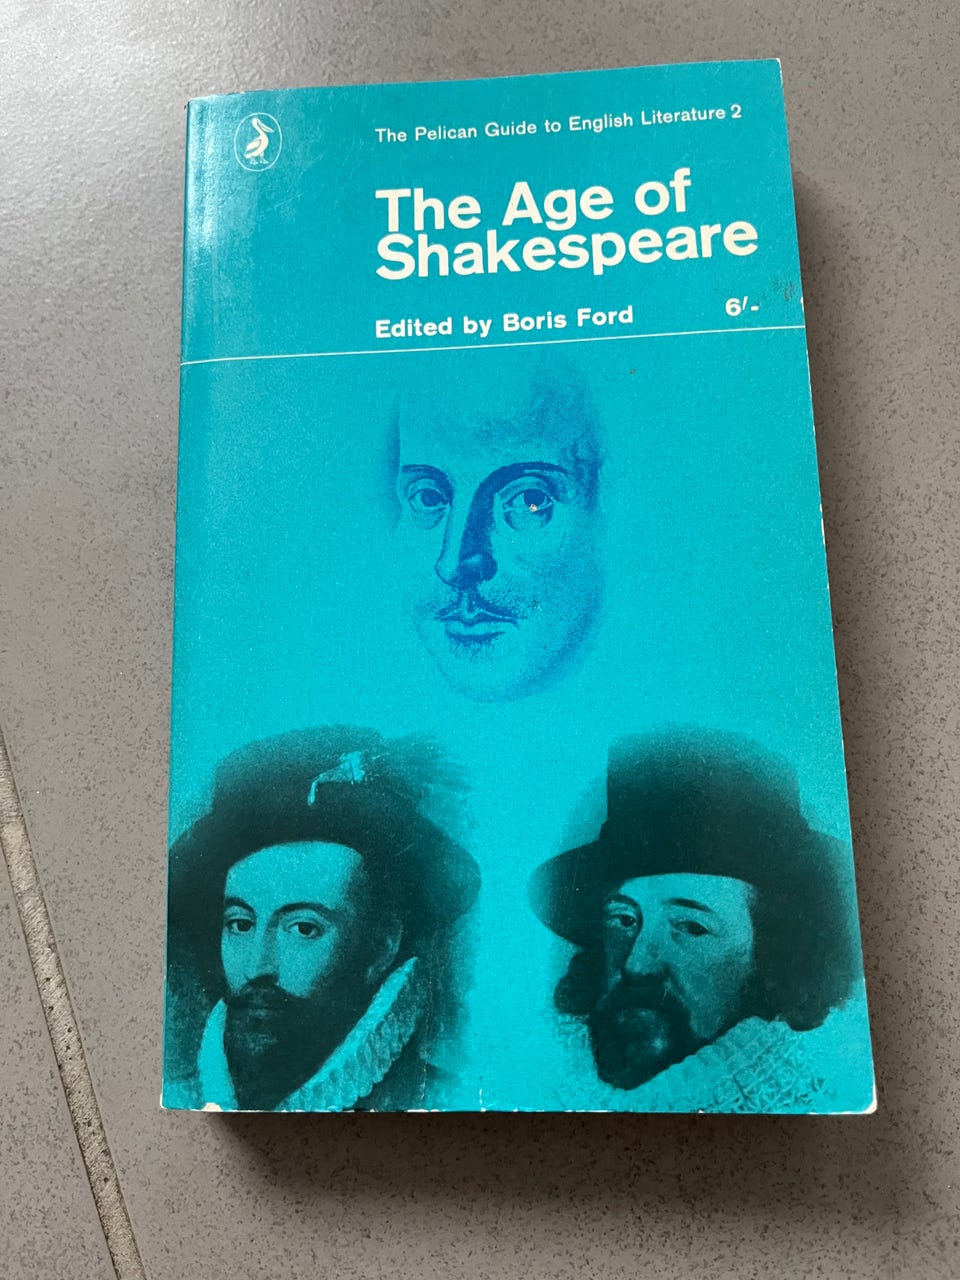 The Pelican Guide to English Literature 2
The Age of
Shakespeare
Edited by Boris Ford 6/-